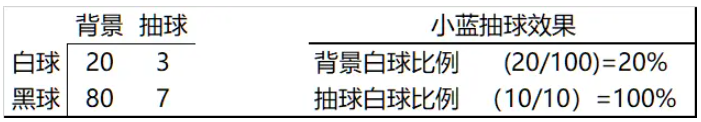 背景 抽球 小蓝抽球效果
白球 20 3 背景白球比例 (20/100)=20%
黑球 80 7 抽球白球比例 （10/10）=100%